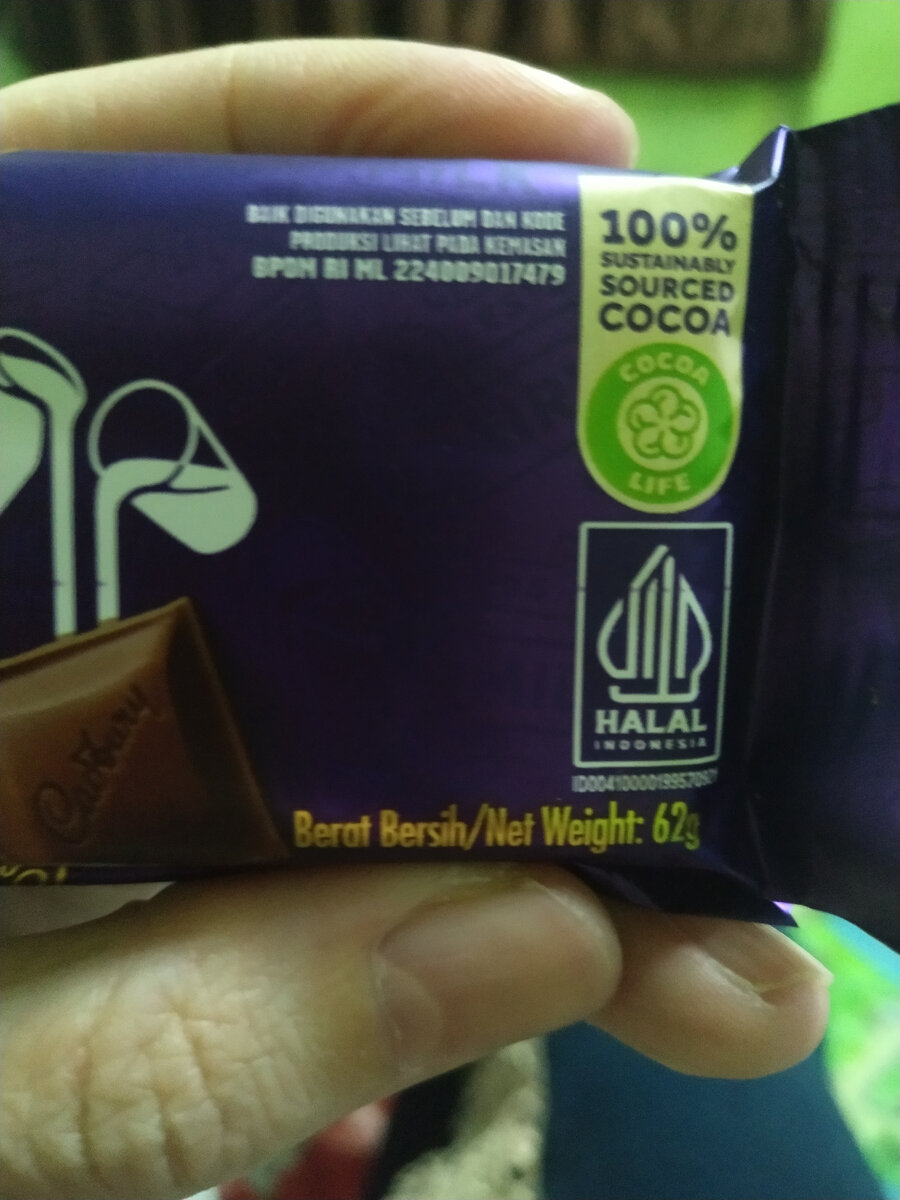 BAIK DIGUNAKAN SEBELUM DAN KODE
PRODUKSI LIHAT PADA KEMASAN
BPOM RI ML 224009017479
100%
SUSTAINABLY
SOURCED
COCOA
COCOA
LIFE
HALAL
INDONESIA
Cadbury
Berat Bersih/Net Weight: 62g